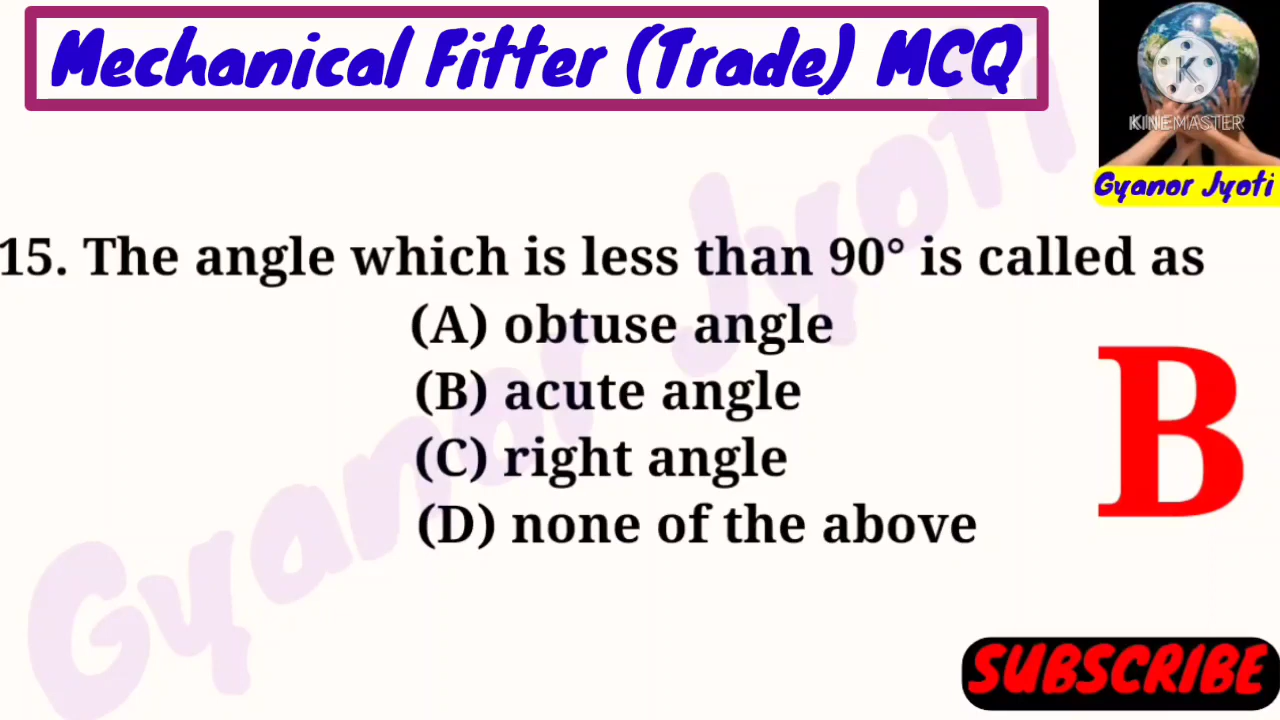 Mechanical Fitter (Trade) MCQ
K
KINEMASTER
Gyanor Jyoti
15. The angle which is less than 90° is called as
(A) obtuse angle
(B) acute angle
(C) right angle
(D) none of the above
B
Gyanor Jyoti
SUBSCRIBE